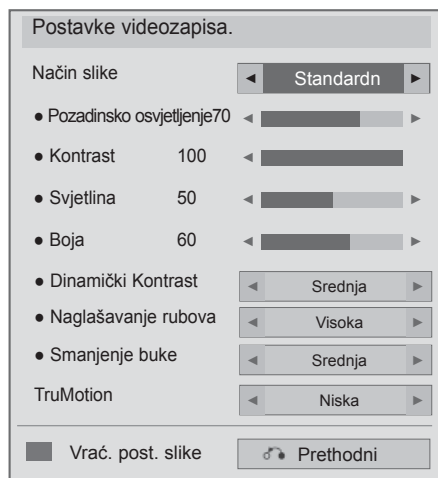 Postavke videozapisa.
Način slike ◄ Standardn ►
● Pozadinsko osvjetljenje70 ◄ ►
● Kontrast 100 ◄
● Svjetlina 50 ◄ ►
● Boja 60 ◄ ►
● Dinamički Kontrast ◄ Srednja ►
● Naglašavanje rubova ◄ Visoka ►
● Smanjenje buke ◄ Srednja ►
TruMotion ◄ Niska ►
Vrać. post. slike Prethodni